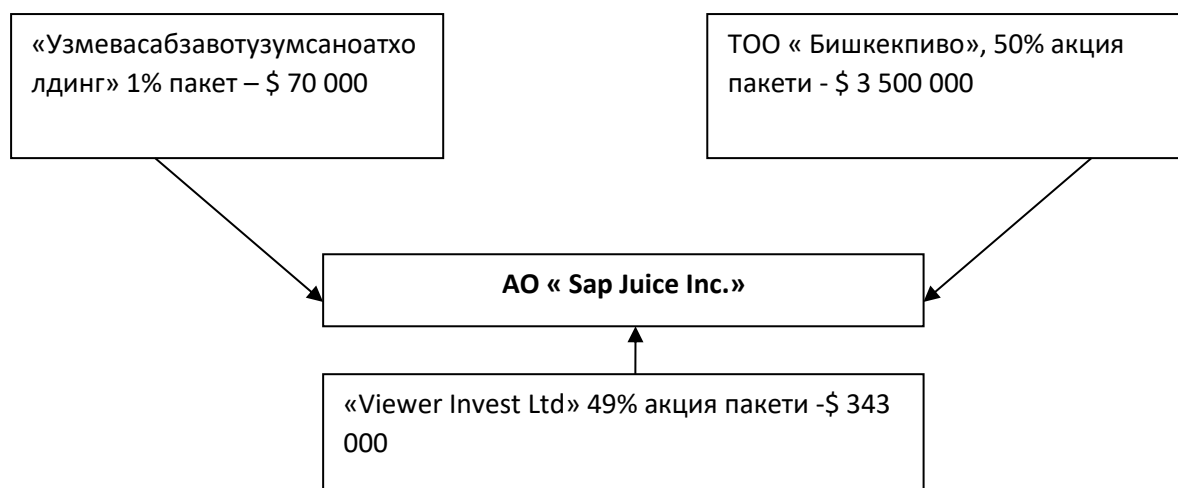 «Узмевасабзавотузумсаноатхо
лдинг» 1% пакет – $ 70 000
ТОО « Бишкекпиво», 50% акция
пакети - $ 3 500 000
АО « Sap Juice Inc.»
«Viewer Invest Ltd» 49% акция пакети -$ 343
000